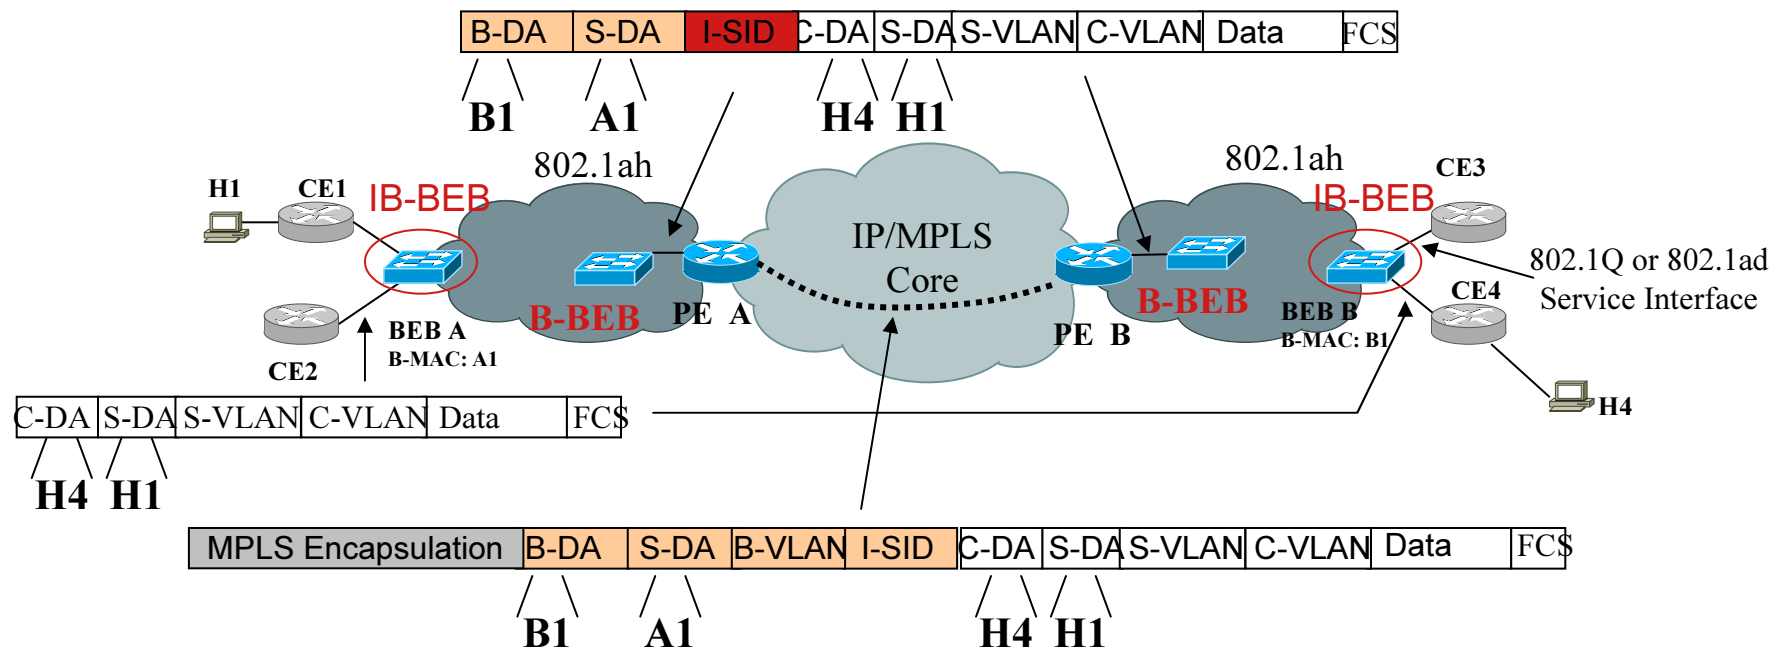 B-DA S-DA I-SID C-DA S-DA S-VLAN C-VLAN Data FCS
B1 A1 H4 H1
802.1ah
802.1ah
H1
CE1
IB-BEB
IP/MPLS
Core
IB-BEB
CE3
802.1Q or 802.1ad
Service Interface
B-BEB
PE A
PE B
B-BEB
BEB A
B-MAC: A1
BEB B
B-MAC: B1
CE4
CE2
H4
C-DA S-DA S-VLAN C-VLAN Data FCS
H4 H1
MPLS Encapsulation B-DA S-DA B-VLAN I-SID C-DA S-DA S-VLAN C-VLAN Data FCS
B1 A1 H4 H1